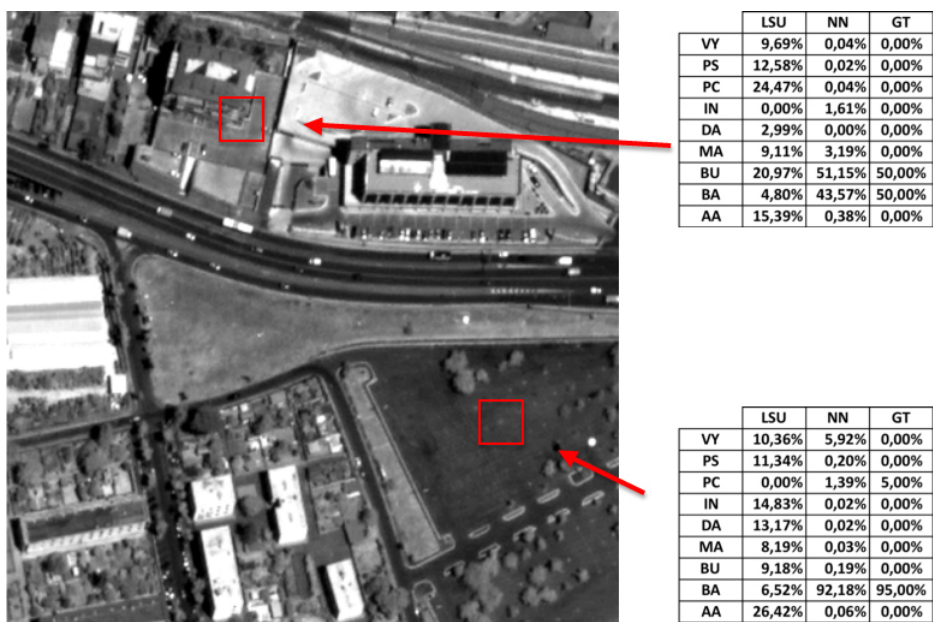 LSU NN GT
VY 9,69% 0,04% 0,00%
PS 12,58% 0,02% 0,00%
PC 24,47% 0,04% 0,00%
IN 0,00% 1,61% 0,00%
DA 2,99% 0,00% 0,00%
MA 9,11% 3,19% 0,00%
BU 20,97% 51,15% 50,00%
BA 4,80% 43,57% 50,00%
AA 15,39% 0,38% 0,00%
LSU NN GT
VY 10,36% 5,92% 0,00%
PS 11,34% 0,20% 0,00%
PC 0,00% 1,39% 5,00%
IN 14,83% 0,02% 0,00%
DA 13,17% 0,02% 0,00%
MA 8,19% 0,03% 0,00%
BU 9,18% 0,19% 0,00%
BA 6,52% 92,18% 95,00%
AA 26,42% 0,06% 0,00%